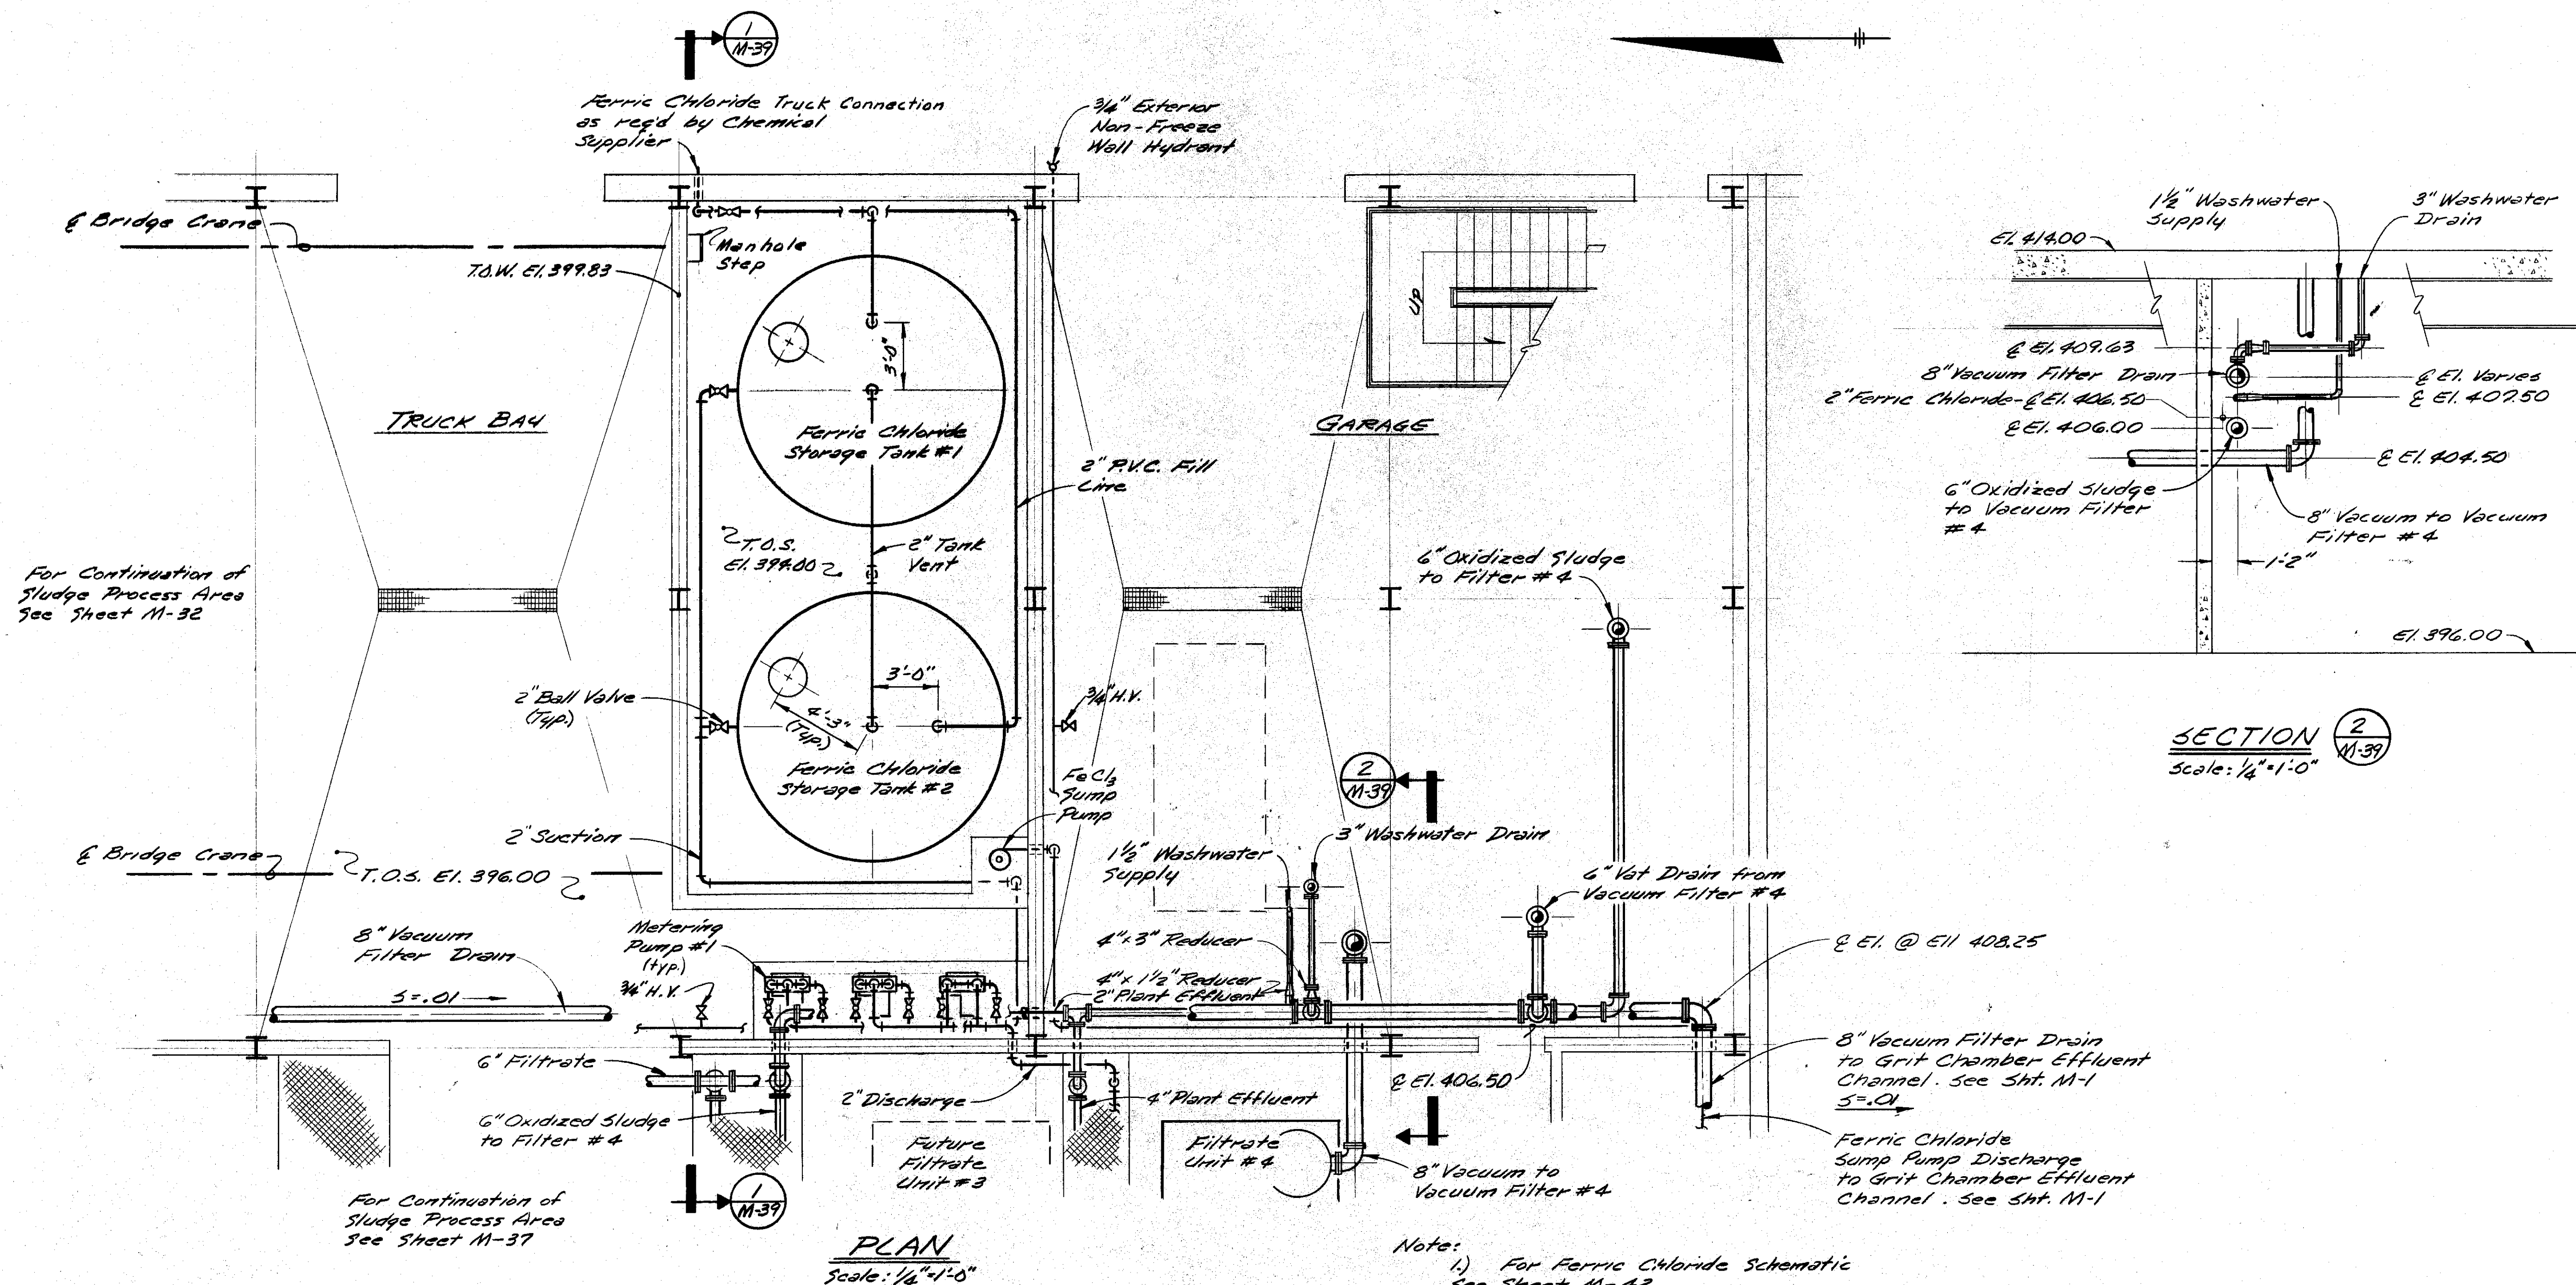 1
M-39
Ferric Chloride Truck Connection
as req'd by Chemical
Supplier
3/4" Exterior
Non-Freeze
Wall Hydrant
℄ Bridge Crane
T.O.W. El. 399.83
Manhole
Step
UP
3'-0"
TRUCK BAY
Ferric Chloride
Storage Tank #1
GARAGE
2" P.V.C. Fill
Line
T.O.S.
El. 394.00
2" Tank
Vent
6" Oxidized Sludge
to Filter #4
For Continuation of
Sludge Process Area
See Sheet M-32
2" Ball Valve
(Typ.)
3'-0"
4'-3"
(Typ.)
3/4" H.V.
Ferric Chloride
Storage Tank #2
FeCl3
Sump
Pump
2
M-39
2" Suction
℄ Bridge Crane
T.O.S. El. 396.00
3" Washwater Drain
1 1/2" Washwater
Supply
6" Vat Drain from
Vacuum Filter #4
8" Vacuum
Filter Drain
Metering
Pump #1
(typ.)
3/4" H.V.
4"x3" Reducer
4"x 1 1/2" Reducer
2" Plant Effluent
℄ El. @ Ell 408.25
S=.01
6" Filtrate
6" Oxidized Sludge
to Filter #4
2" Discharge
4" Plant Effluent
℄ El. 406.50
8" Vacuum Filter Drain
to Grit Chamber Effluent
Channel. See Sht. M-1
S=.01
Future
Filtrate
Unit #3
Filtrate
Unit #4
8" Vacuum to
Vacuum Filter #4
Ferric Chloride
Sump Pump Discharge
to Grit Chamber Effluent
Channel. See Sht. M-1
For Continuation of
Sludge Process Area
See Sheet M-37
1
M-39
PLAN
Scale: 1/4"=1'-0"
Note:
1.) For Ferric Chloride Schematic
See Sheet M-42
1 1/2" Washwater
Supply
3" Washwater
Drain
El. 414.00
℄ El. 409.63
8" Vacuum Filter Drain
℄ El. Varies
2" Ferric Chloride-℄ El. 406.50
℄ El. 407.50
℄ El. 406.00
℄ El. 404.50
6" Oxidized Sludge
to Vacuum Filter
#4
8" Vacuum to Vacuum
Filter #4
1'-2"
El. 396.00
SECTION
2
M-39
Scale: 1/4"=1'-0"